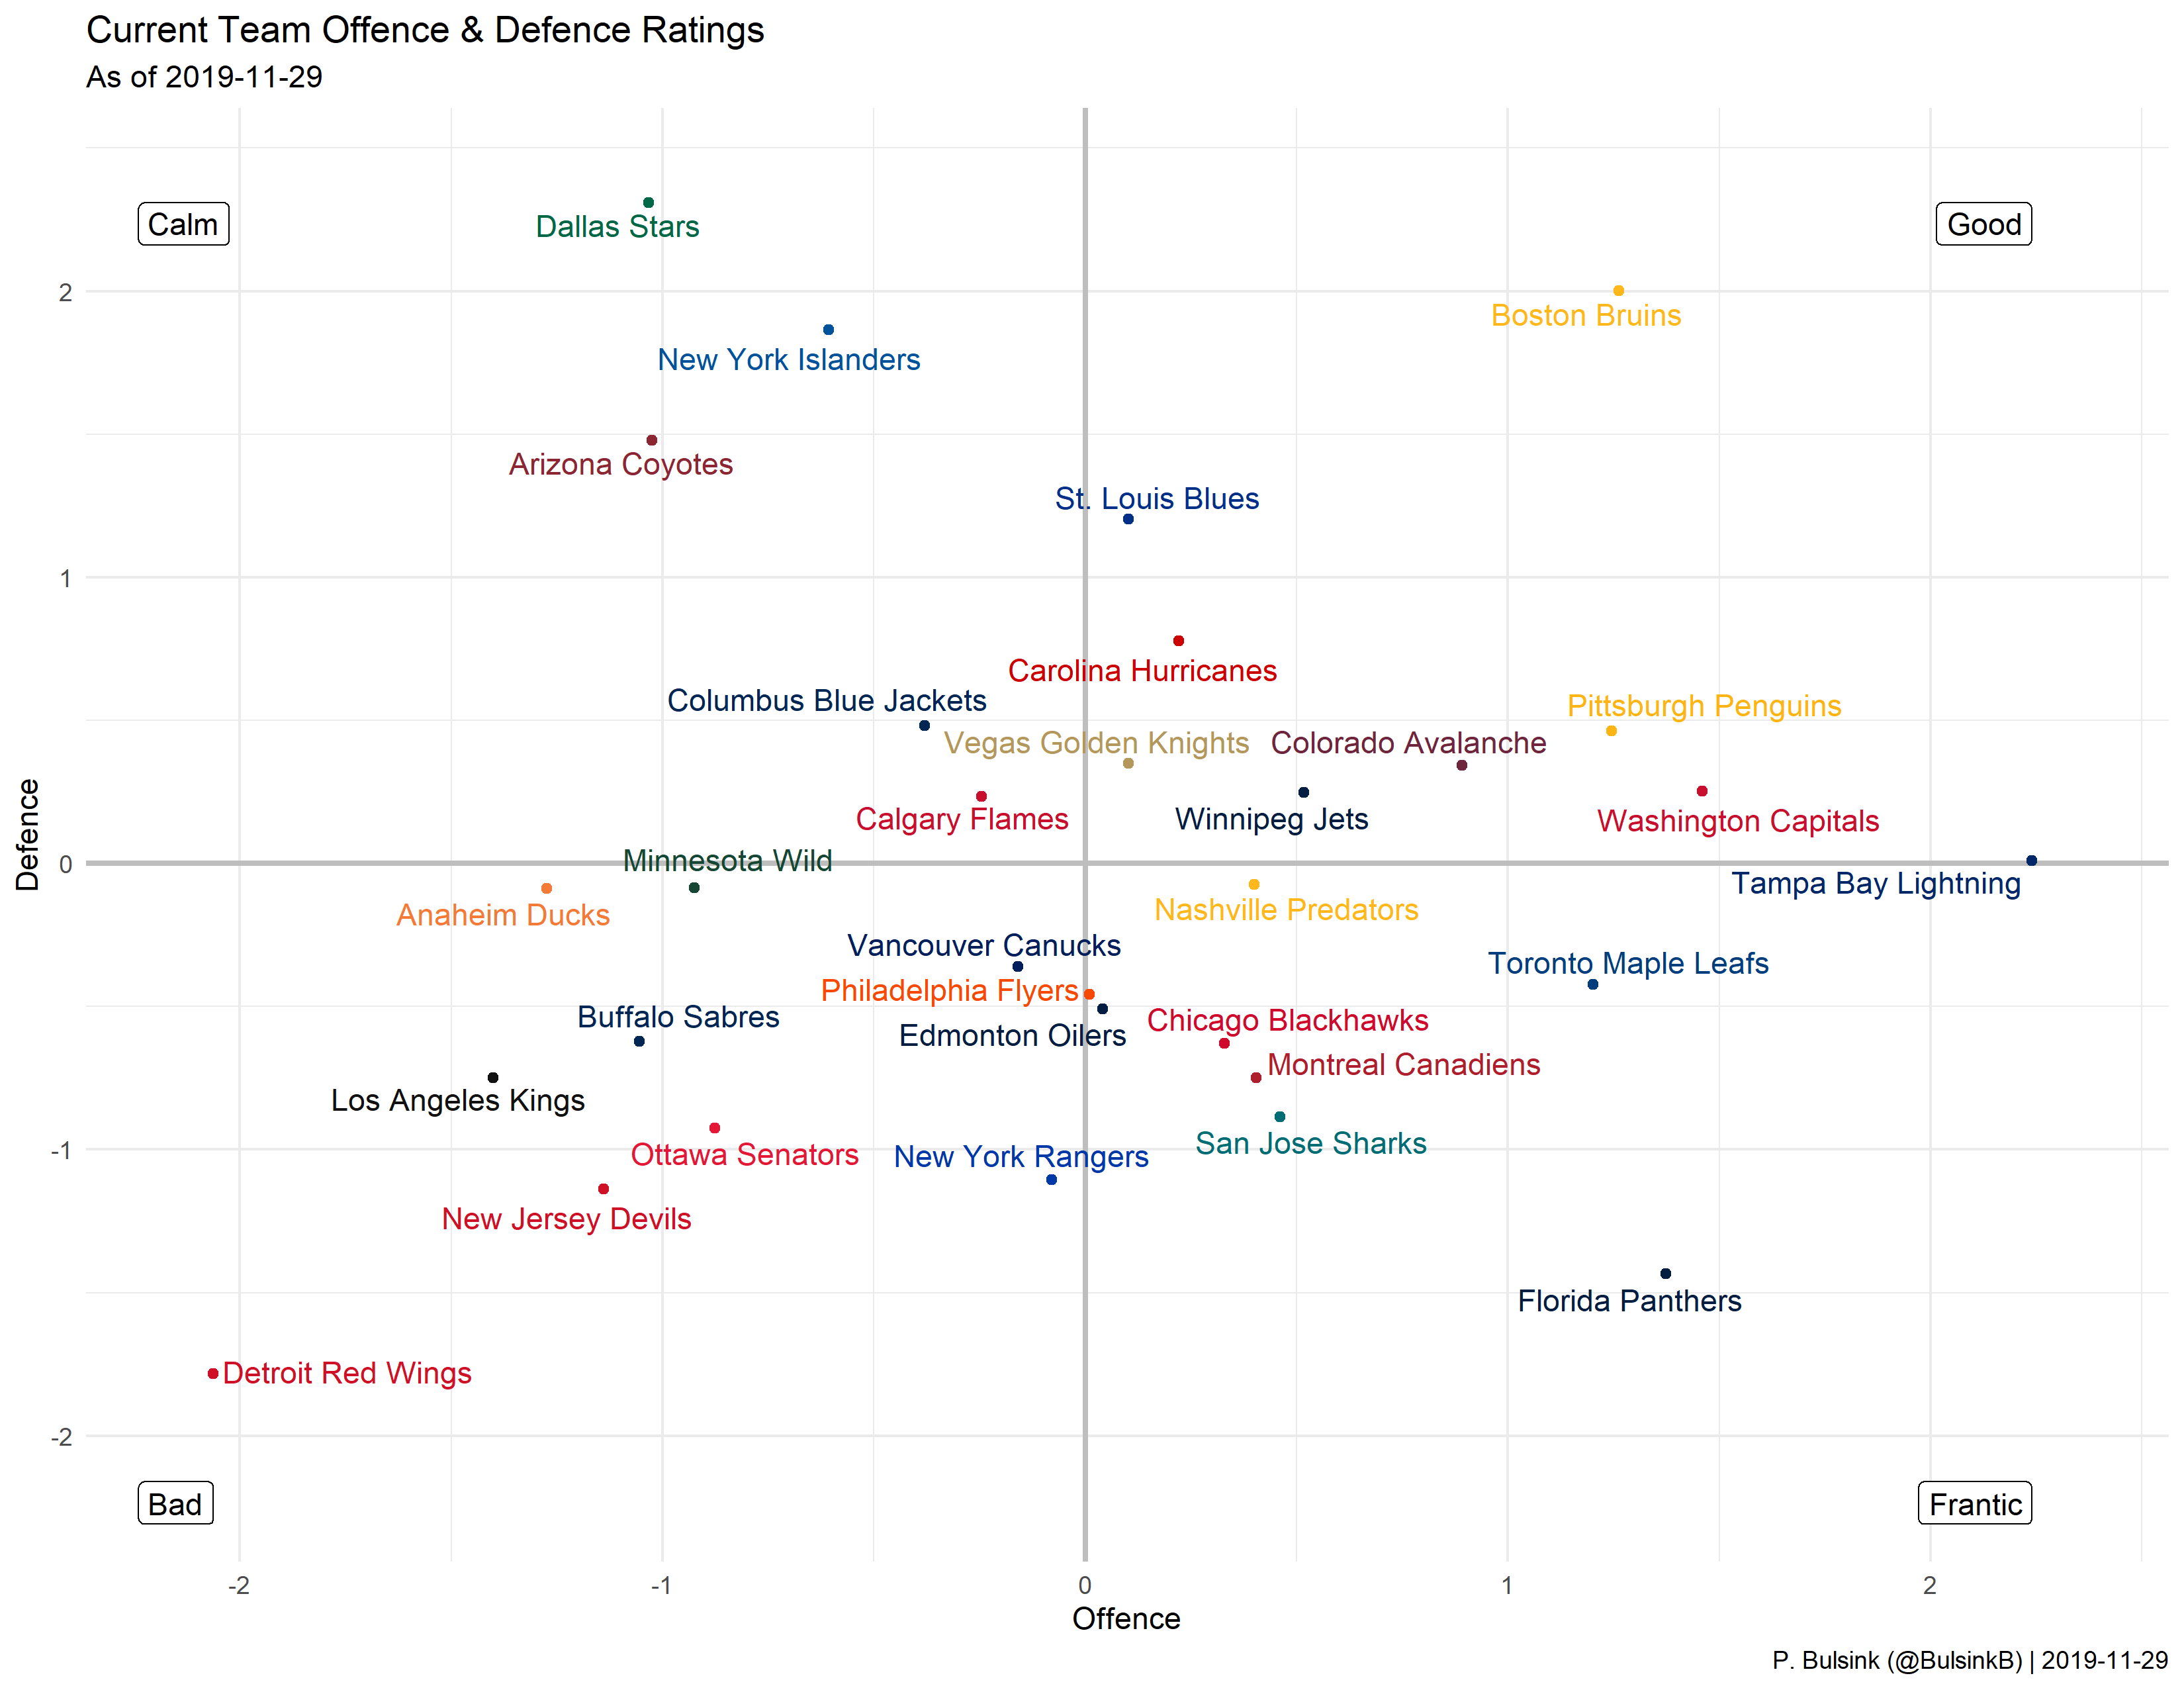 Current Team Offence & Defence Ratings
As of 2019-11-29
Calm
Dallas Stars
Good
2
Boston Bruins
New York Islanders
Arizona Coyotes
St. Louis Blues
1
Carolina Hurricanes
Columbus Blue Jackets
Pittsburgh Penguins
Vegas Golden Knights
Colorado Avalanche
Calgary Flames
Winnipeg Jets
Washington Capitals
Defence
0
Minnesota Wild
Tampa Bay Lightning
Anaheim Ducks
Nashville Predators
Vancouver Canucks
Toronto Maple Leafs
Philadelphia Flyers
Buffalo Sabres
Chicago Blackhawks
Edmonton Oilers
Montreal Canadiens
Los Angeles Kings
-1
San Jose Sharks
Ottawa Senators
New York Rangers
New Jersey Devils
Florida Panthers
Detroit Red Wings
-2
Bad
Frantic
-2
-1
0
1
2
Offence
P. Bulsink (@BulsinkB) | 2019-11-29